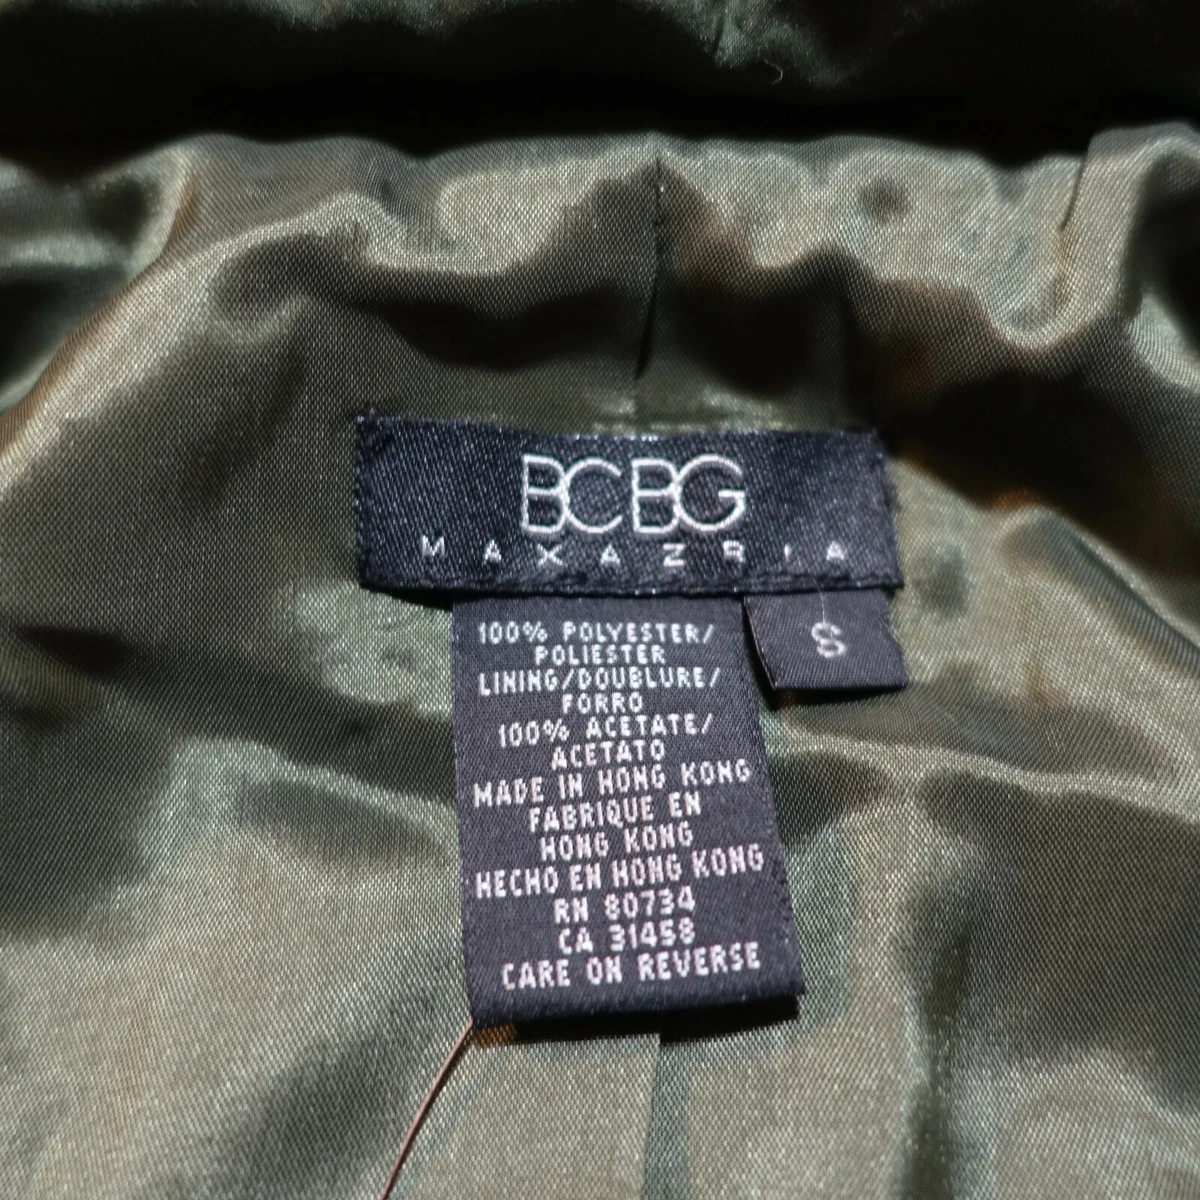 BCBG
MAXAZRIA
S
100% POLYESTER/
POLIESTER
LINING/DOUBLURE/
FORRO
100% ACETATE/
ACETATO
MADE IN HONG KONG
FABRIQUE EN
HONG KONG
HECHO EN HONG KONG
RN 80734
CA 31458
CARE ON REVERSE